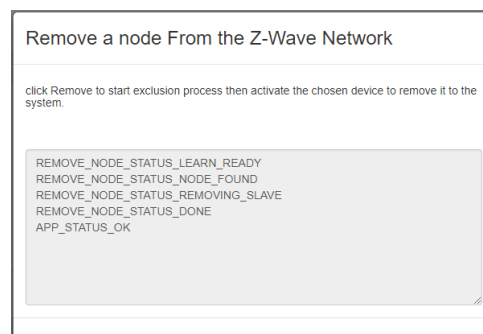 Remove a node From the Z-Wave Network
click Remove to start exclusion process then activate the chosen device to remove it to the
system.
REMOVE_NODE_STATUS_LEARN_READY
REMOVE_NODE_STATUS_NODE_FOUND
REMOVE_NODE_STATUS_REMOVING_SLAVE
REMOVE_NODE_STATUS_DONE
APP_STATUS_OK